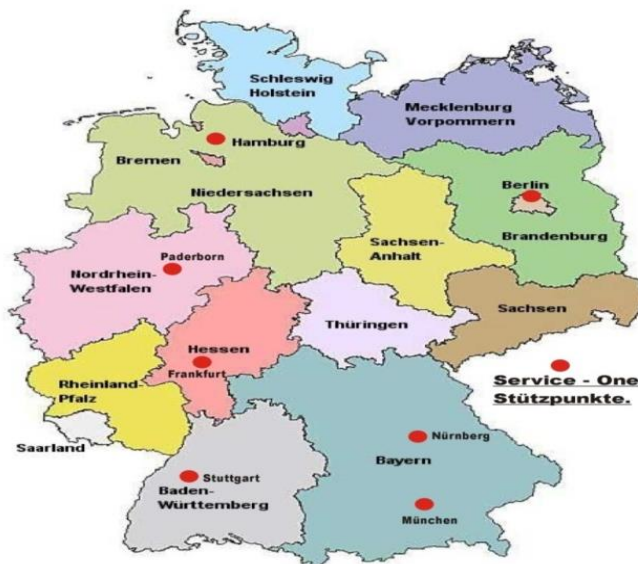 Schleswig
Holstein
Mecklenburg
Vorpommern
Hamburg
Bremen
Niedersachsen
Berlin
Brandenburg
Sachsen-
Anhalt
Paderborn
Nordrhein-
Westfalen
Sachsen
Thüringen
Hessen
Frankfurt
Rheinland-
Pfalz
Service - One
Stützpunkte.
Saarland
Nürnberg
Bayern
Stuttgart
Baden-
Württemberg
München